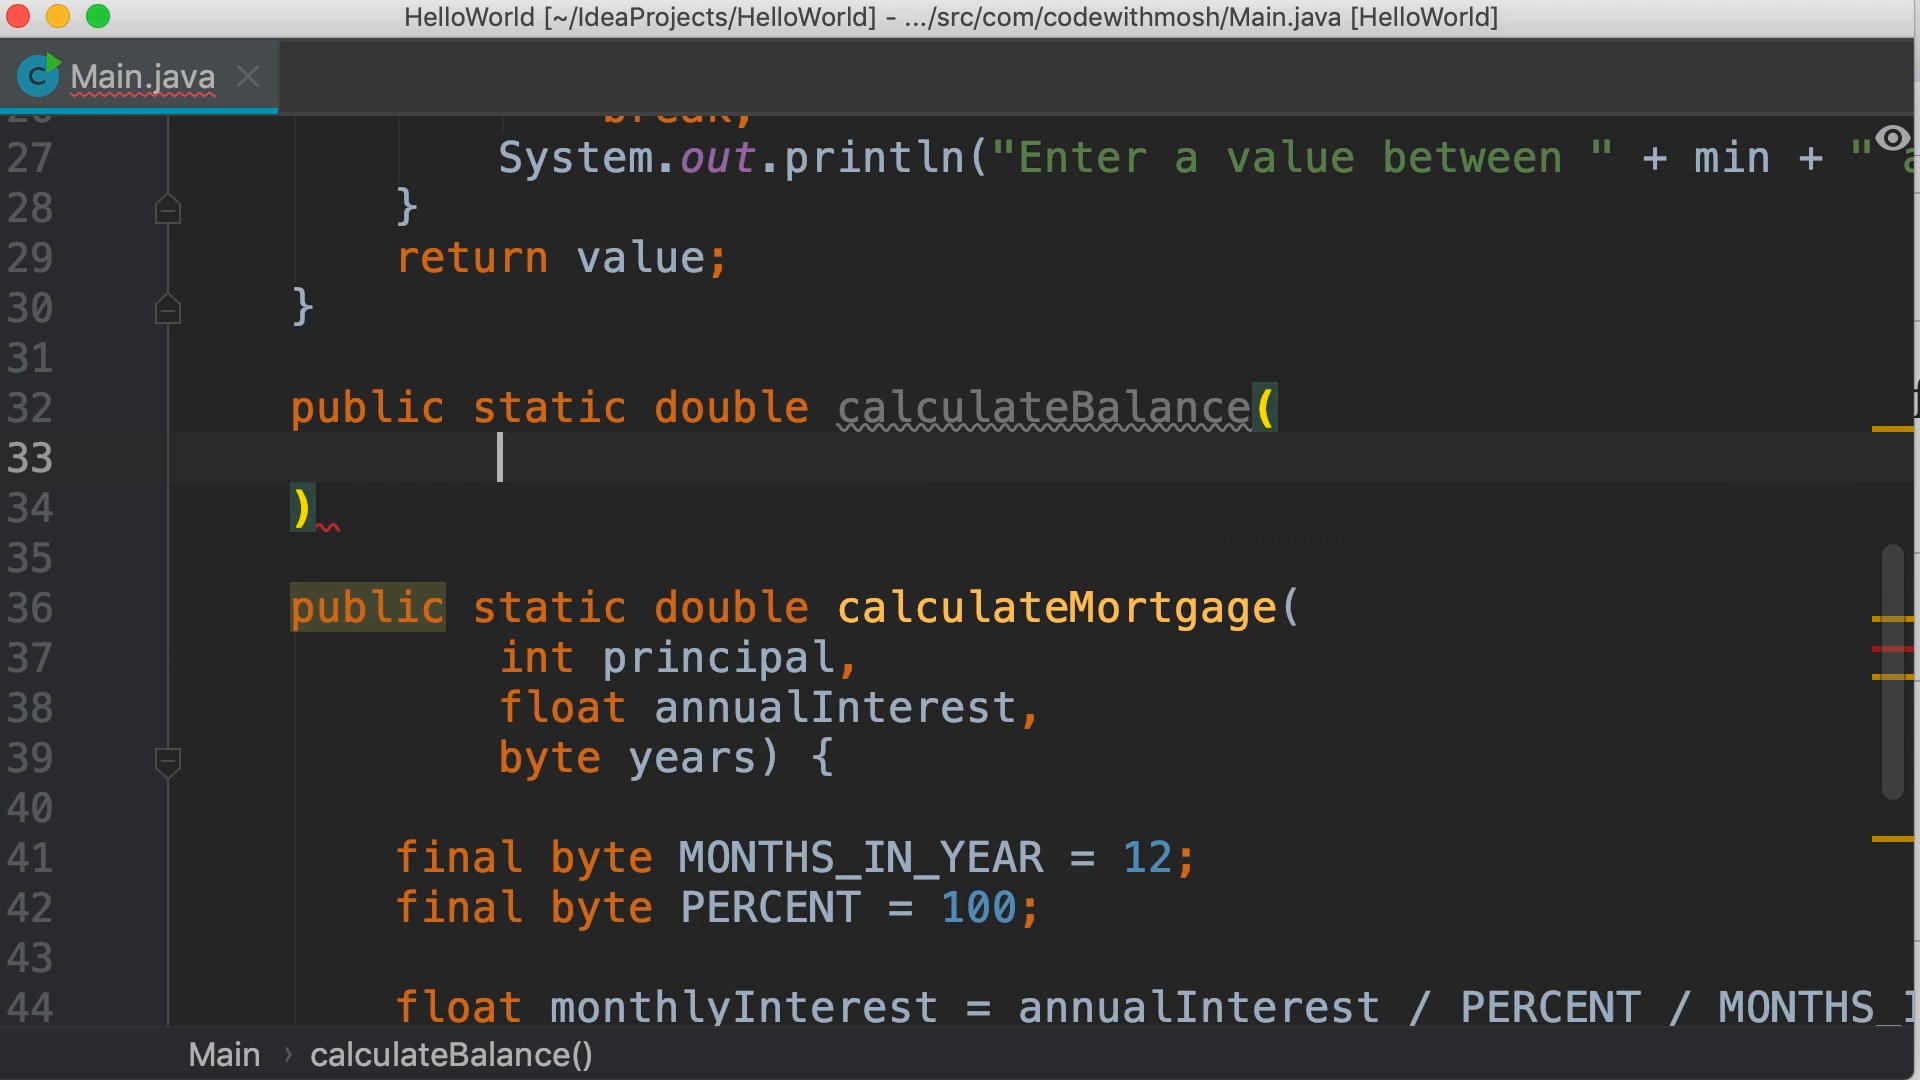 HelloWorld [~/IdeaProjects/HelloWorld] - .../src/com/codewithmosh/Main.java [HelloWorld]
Main.java
26 break;
27 System.out.println("Enter a value between " + min + " a
28 }
29 return value;
30 }
31
32 public static double calculateBalance(
33
34 )
35
36 public static double calculateMortgage(
37 int principal,
38 float annualInterest,
39 byte years) {
40
41 final byte MONTHS_IN_YEAR = 12;
42 final byte PERCENT = 100;
43
44 float monthlyInterest = annualInterest / PERCENT / MONTHS_I
Main › calculateBalance()